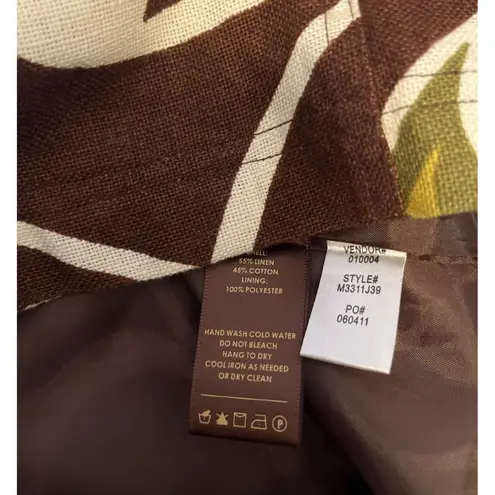 55% LINEN
45% COTTON
LINING:
100% POLYESTER
HAND WASH COLD WATER
DO NOT BLEACH
HANG TO DRY
COOL IRON AS NEEDED
OR DRY CLEAN
P
VENDOR#
010004
STYLE#
M3311J39
PO#
060411